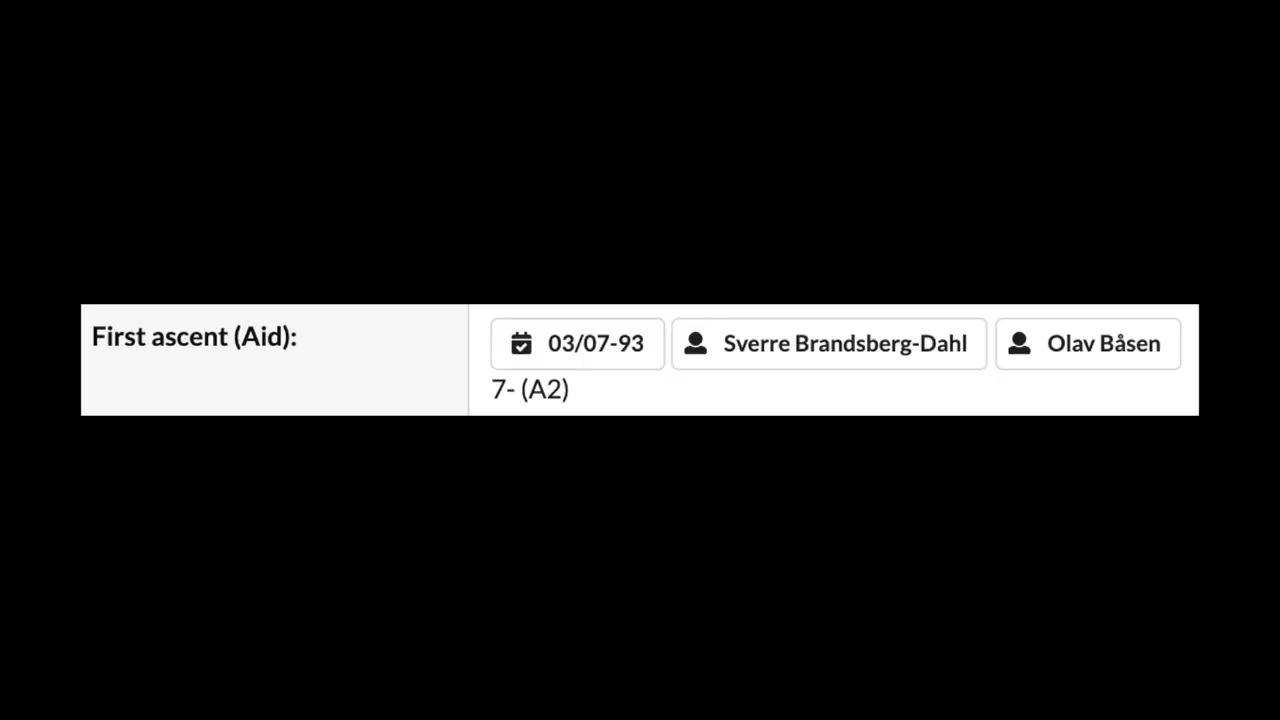 First ascent (Aid): 03/07-93 Sverre Brandsberg-Dahl Olav Båsen
7- (A2)